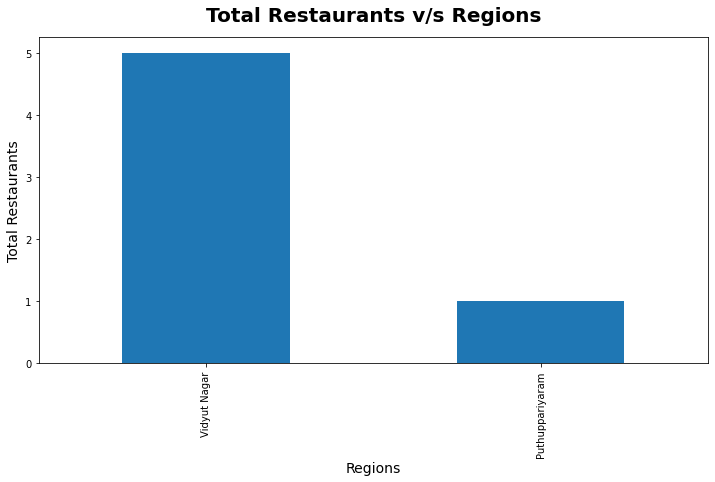 Total Restaurants v/s Regions
Total Restaurants
5
4
3
2
1
0
Vidyut Nagar
Puthuppariyaram
Regions